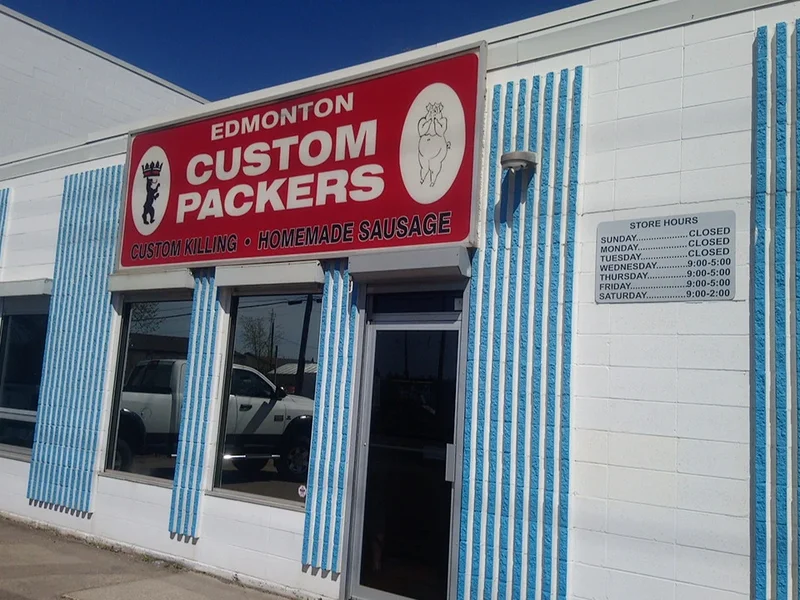 EDMONTON
CUSTOM
PACKERS
CUSTOM KILLING • HOMEMADE SAUSAGE
STORE HOURS
SUNDAY................CLOSED
MONDAY...............CLOSED
TUESDAY..............CLOSED
WEDNESDAY........9:00-5:00
THURSDAY...........9:00-5:00
FRIDAY.................9:00-5:00
SATURDAY............9:00-2:00